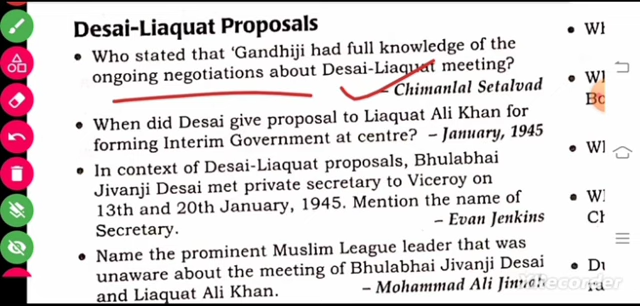 Desai-Liaquat Proposals
• Who stated that 'Gandhiji had full knowledge of the
ongoing negotiations about Desai-Liaquat meeting?
– Chimanlal Setalvad
• When did Desai give proposal to Liaquat Ali Khan for
forming Interim Government at centre? – January, 1945
• In context of Desai-Liaquat proposals, Bhulabhai
Jivanji Desai met private secretary to Viceroy on
13th and 20th January, 1945. Mention the name of
Secretary. – Evan Jenkins
• Name the prominent Muslim League leader that was
unaware about the meeting of Bhulabhai Jivanji Desai
and Liaquat Ali Khan. – Mohammad Ali Jinnah
XRecorder